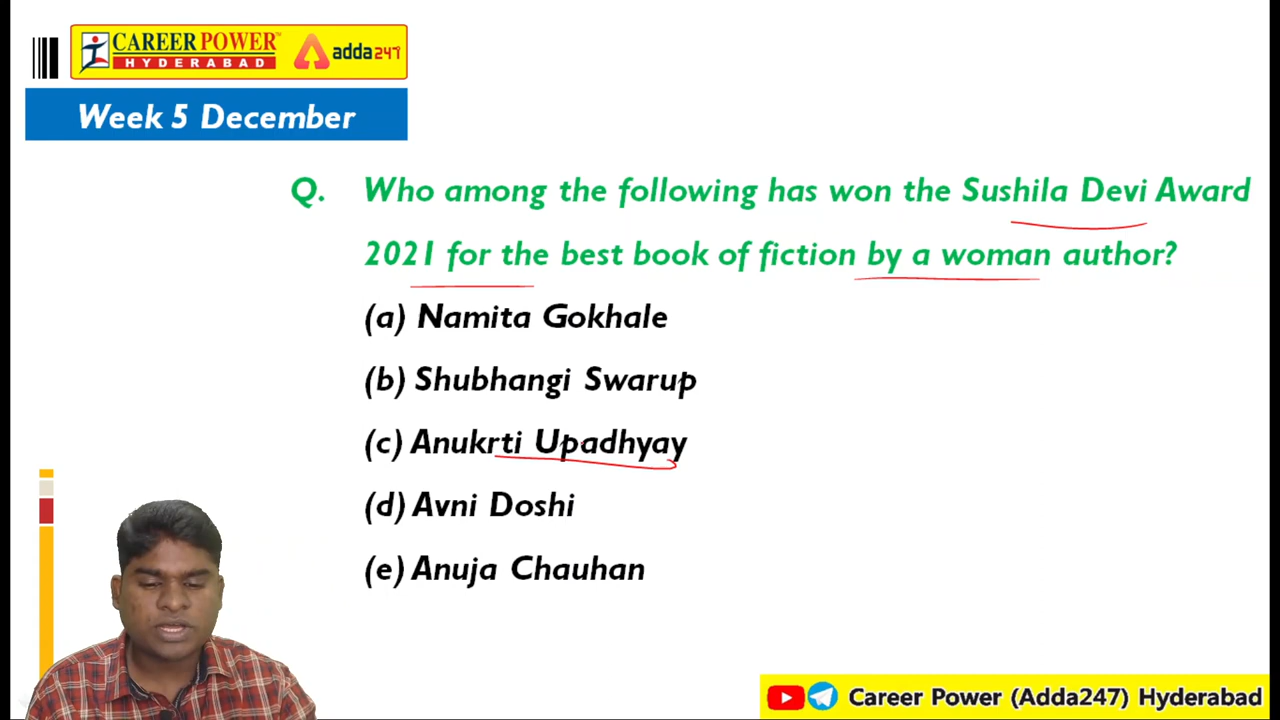 CAREER POWER
HYDERABAD
adda247
Week 5 December
Q. Who among the following has won the Sushila Devi Award
2021 for the best book of fiction by a woman author?
(a) Namita Gokhale
(b) Shubhangi Swarup
(c) Anukrti Upadhyay
(d) Avni Doshi
(e) Anuja Chauhan
Career Power (Adda247) Hyderabad